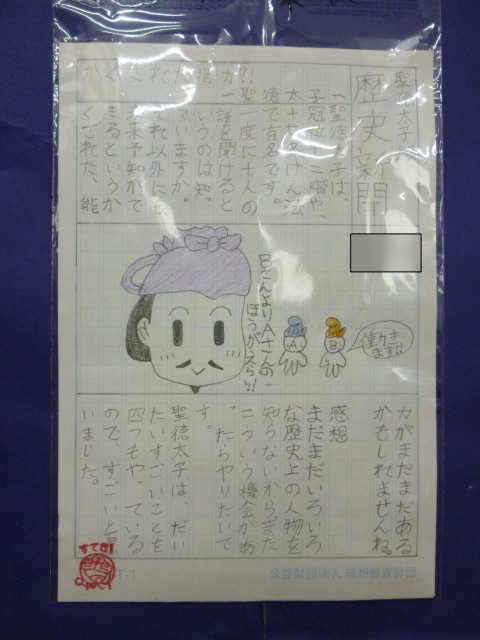 聖徳太子の
歴史新聞
かくされた能力!!
聖徳太子は、
子冠位十二階や、
太十七条けん法
徳で有名です。
聖一度に十人の
話を聞けると
いうのは知っ
ていますか。
それ以外にも、
未来予知がで
きるというか
くされた、能
BさんよりAさんの
ほうがえらい!!
A
B
働きます!!
力がまだまだある
かもしれませんね。
感想
まだまだいろいろ
な歴史上の人物を
知らないからまた
こういう機会があ
ったらやりたいで
す。
聖徳太子は、だい
たいすごいことを
四つもやっている
ので、すごいと思
いました。
すてき!
T-1
公益財団法人 理想教育財団